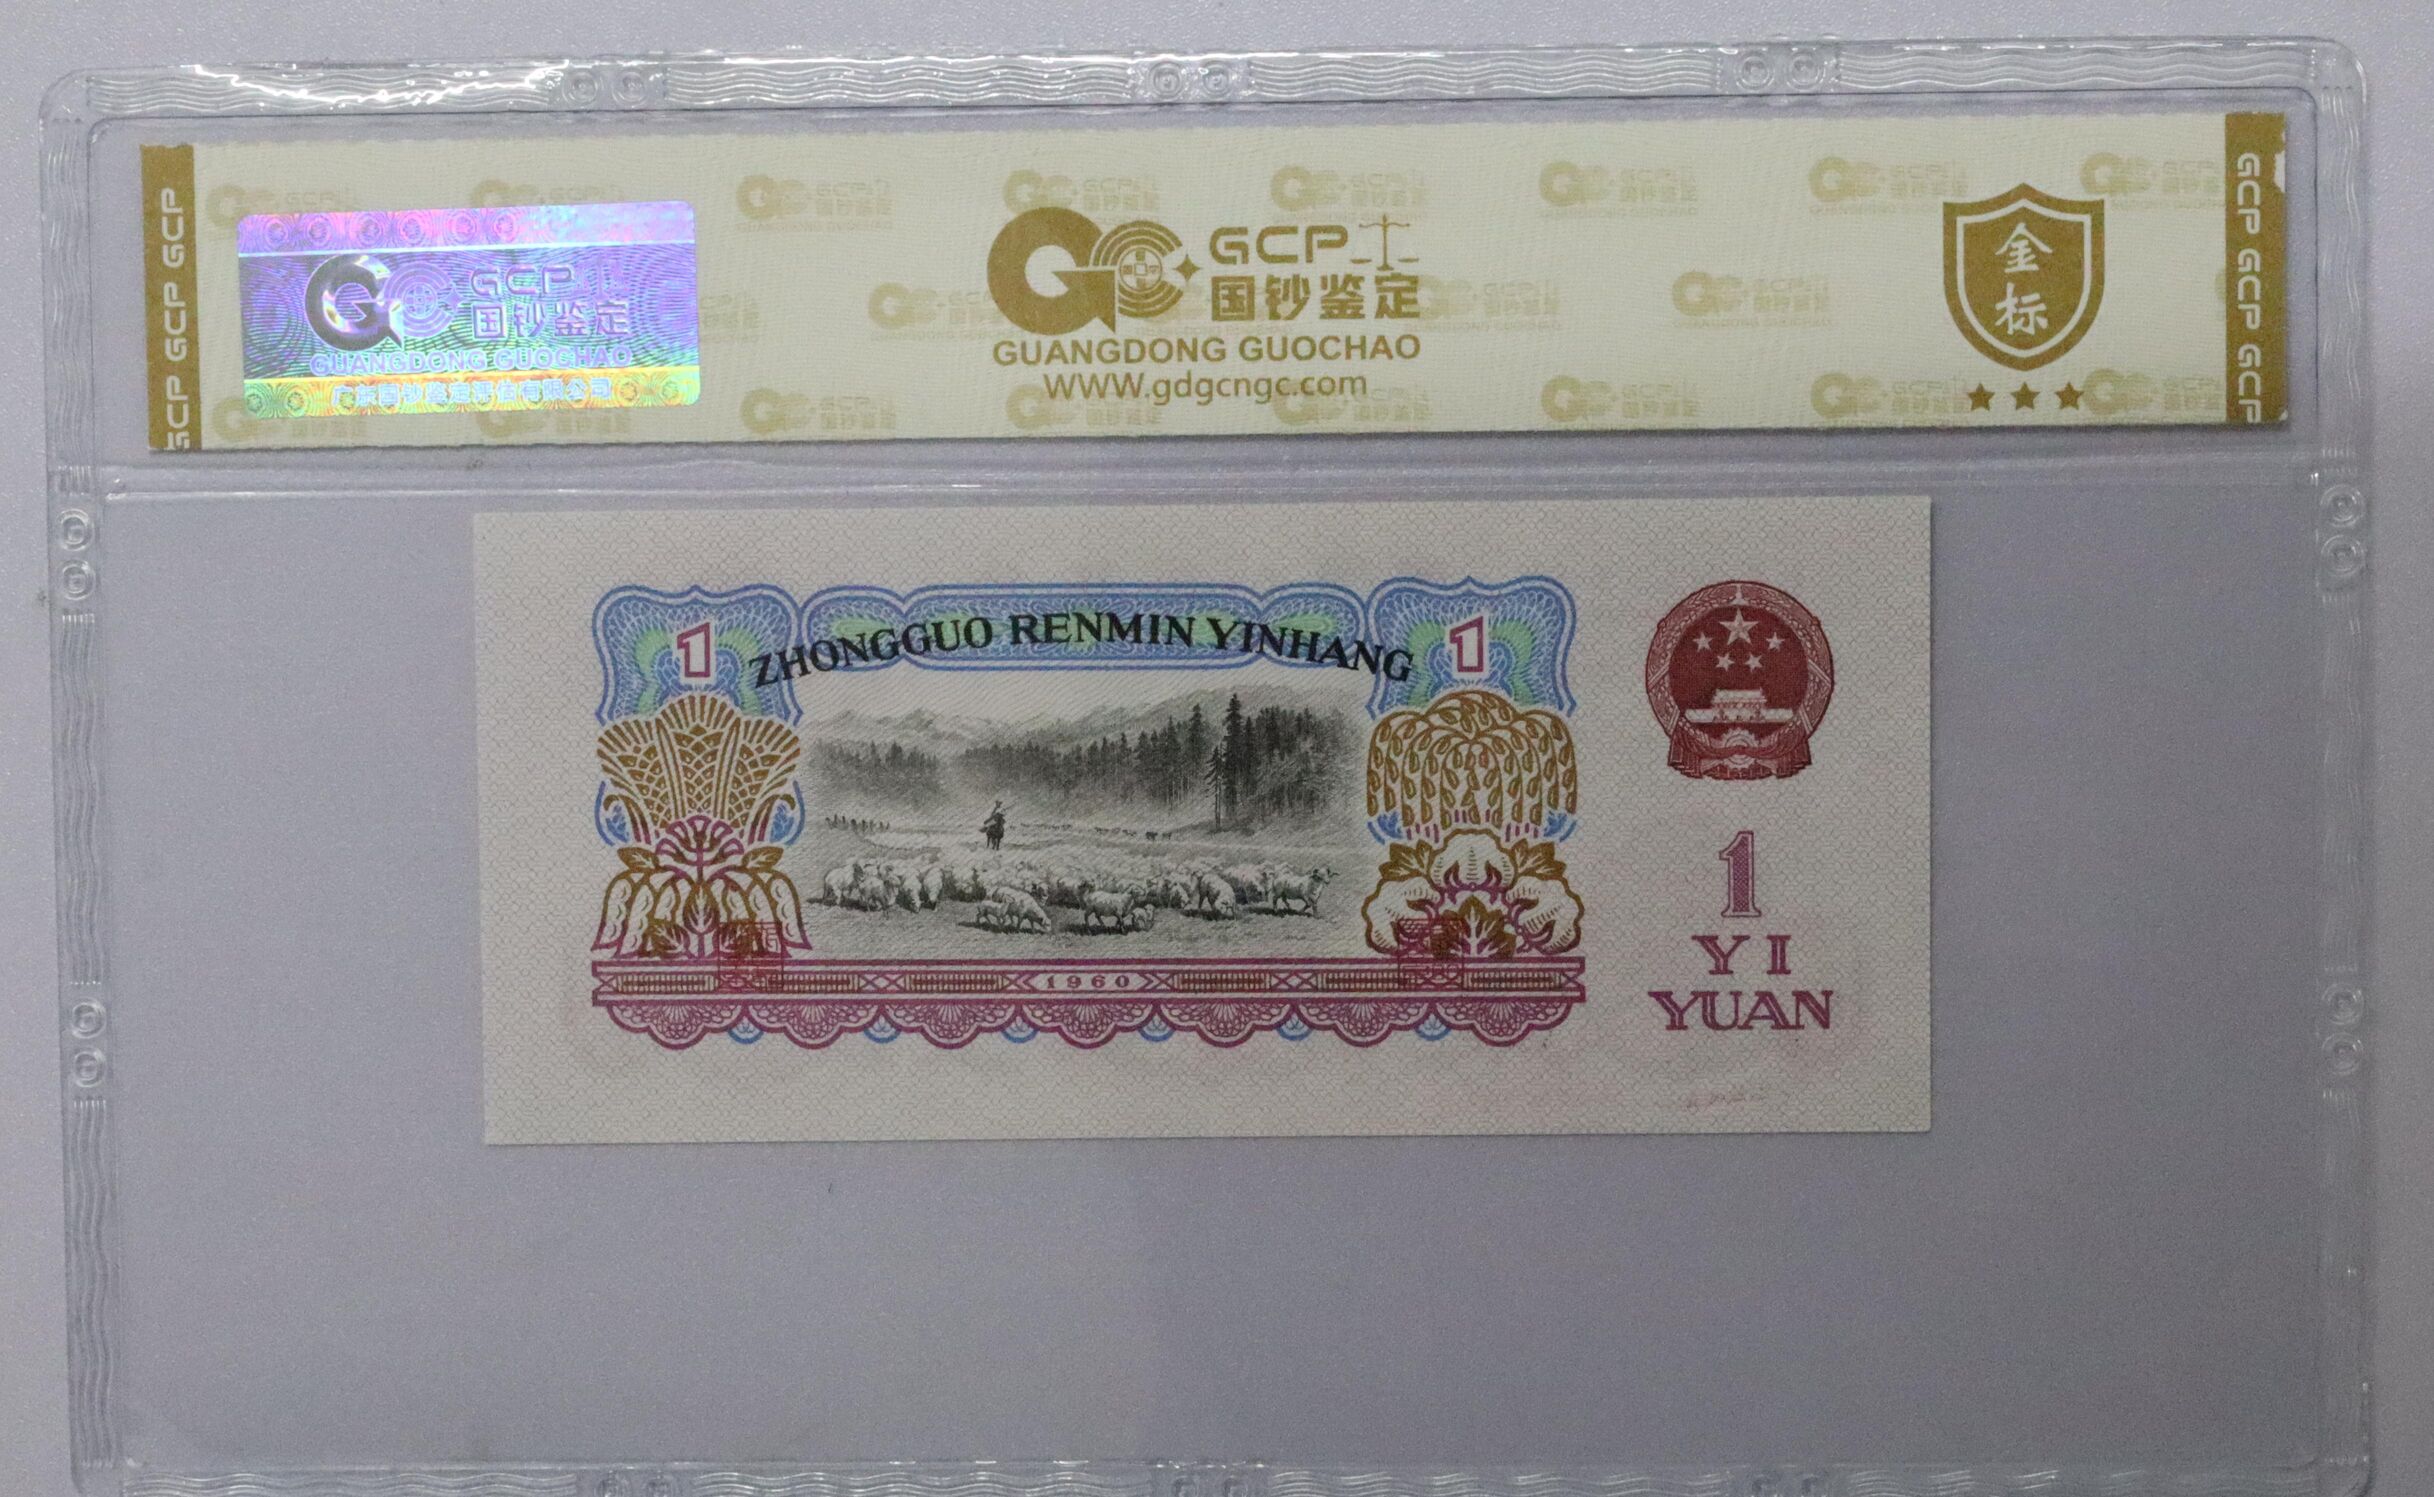 GCP GCP GCP
GCP
国钞鉴定
GUANGDONG GUOCHAO
广东国钞鉴定评估有限公司
GCP
国钞鉴定
GUANGDONG GUOCHAO
WWW.gdgcngc.com
金标
GCP GCP GCP
ZHONGGUO RENMIN YINHANG
1
1
1960
1
YI
YUAN